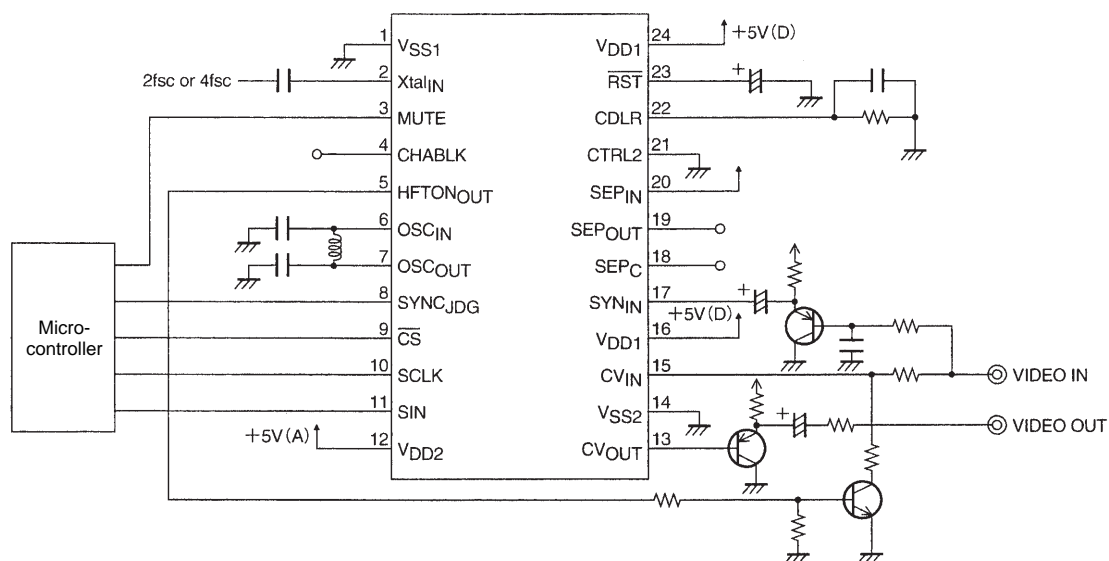 1 VSS1
2fsc or 4fsc 2 XtalIN
3 MUTE
4 CHABLK
5 HFTONOUT
6 OSCIN
7 OSCOUT
8 SYNCJDG
9 CS
10 SCLK
11 SIN
+5V(A) 12 VDD2
Micro-
controller
VDD1 24 +5V(D)
RST 23 +
CDLR 22
CTRL2 21
SEPIN 20
SEPOUT 19
SEPC 18
SYNIN 17 +
+5V(D)
VDD1 16
CVIN 15
VSS2 14
CVOUT 13 +
VIDEO IN
VIDEO OUT